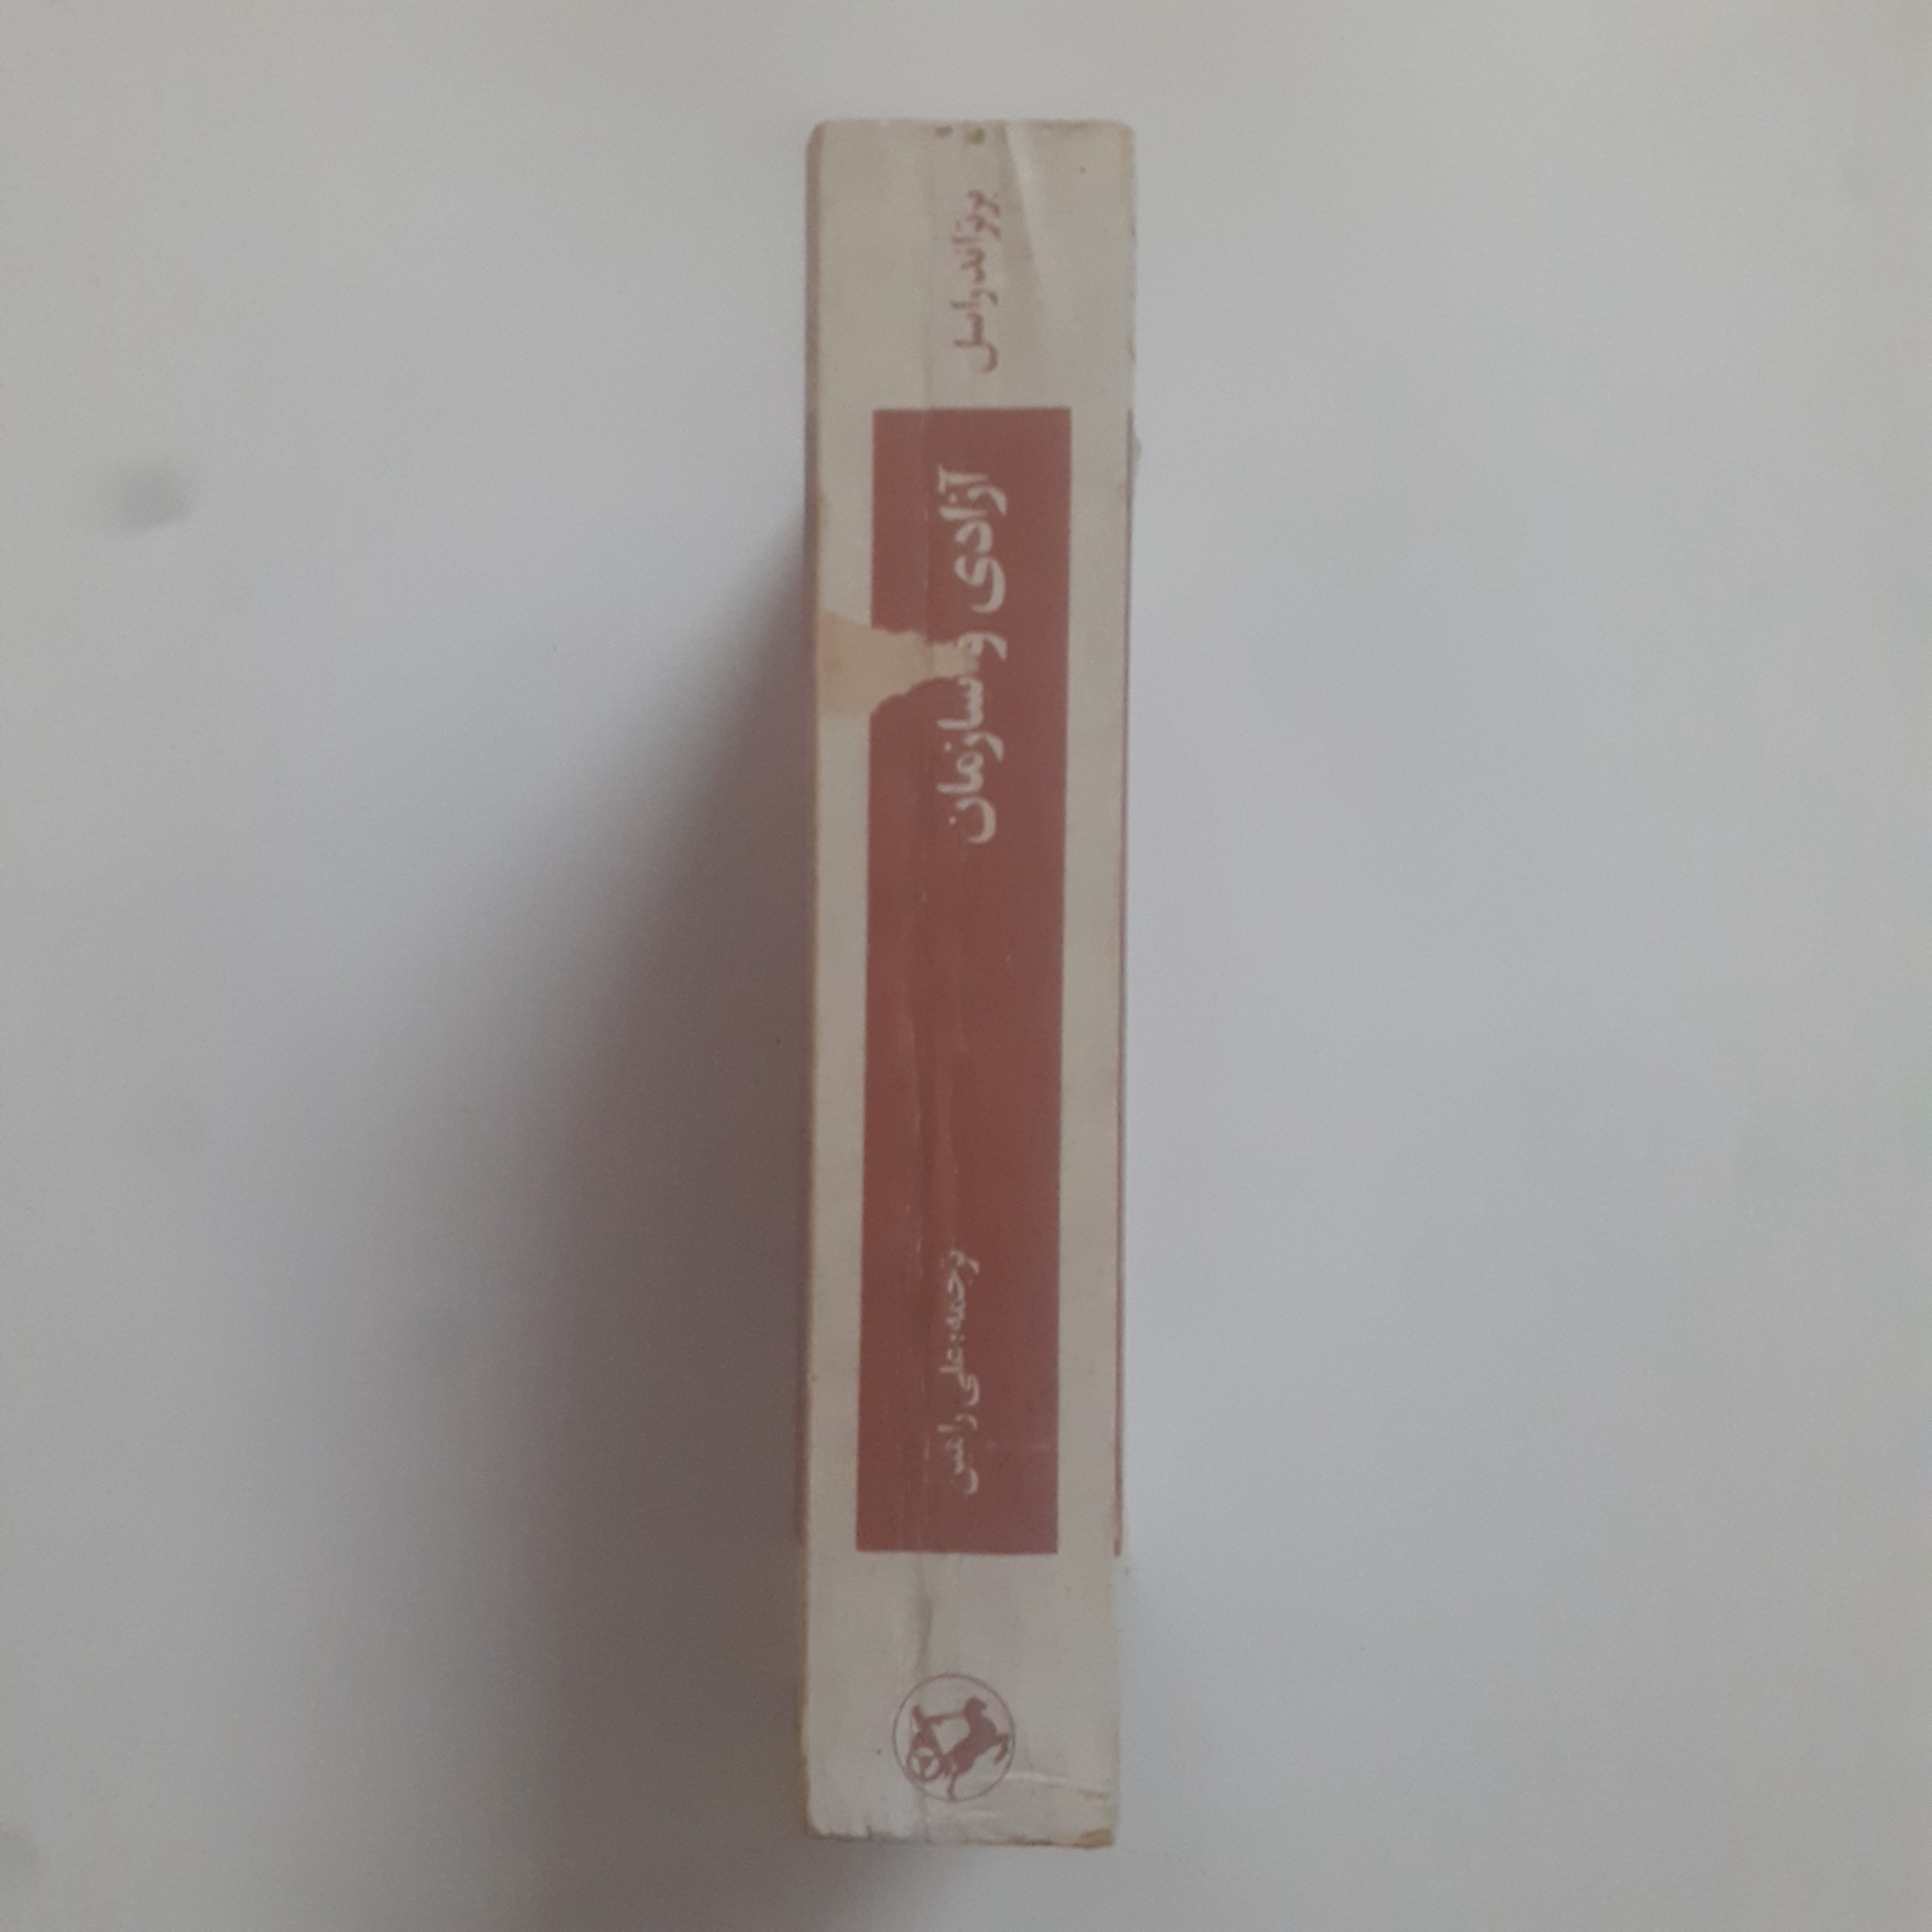 برتراند راسل
آزادی و سازمان
ترجمه: علی رامین